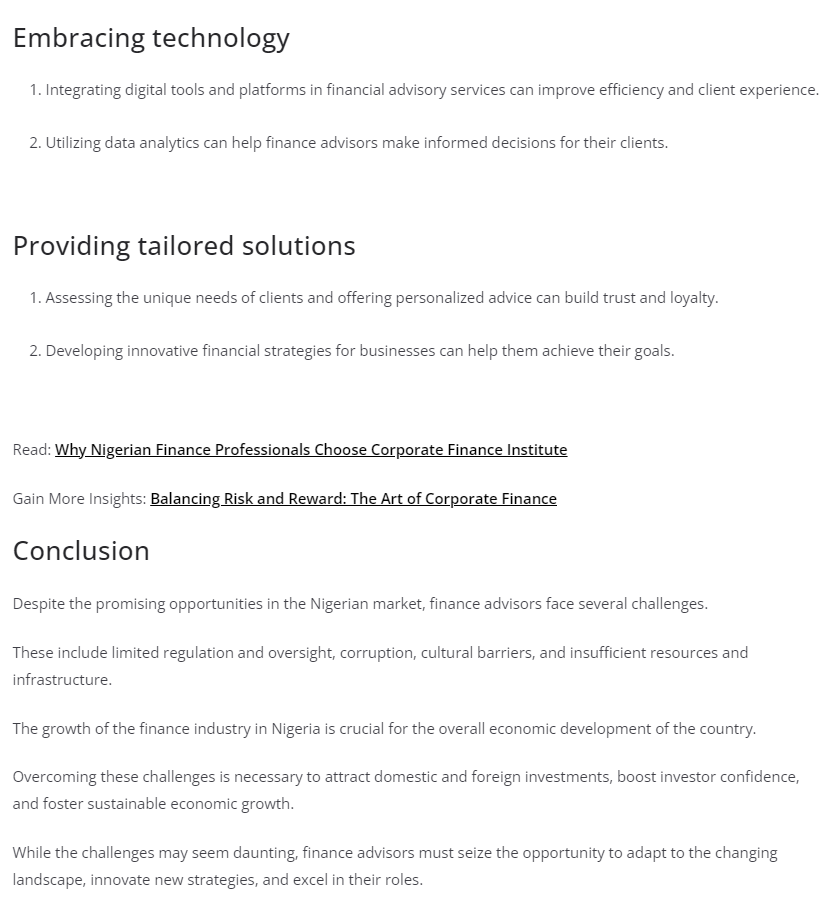 Embracing technology
1. Integrating digital tools and platforms in financial advisory services can improve efficiency and client experience.
2. Utilizing data analytics can help finance advisors make informed decisions for their clients.
Providing tailored solutions
1. Assessing the unique needs of clients and offering personalized advice can build trust and loyalty.
2. Developing innovative financial strategies for businesses can help them achieve their goals.
Read: Why Nigerian Finance Professionals Choose Corporate Finance Institute
Gain More Insights: Balancing Risk and Reward: The Art of Corporate Finance
Conclusion
Despite the promising opportunities in the Nigerian market, finance advisors face several challenges.
These include limited regulation and oversight, corruption, cultural barriers, and insufficient resources and
infrastructure.
The growth of the finance industry in Nigeria is crucial for the overall economic development of the country.
Overcoming these challenges is necessary to attract domestic and foreign investments, boost investor confidence,
and foster sustainable economic growth.
While the challenges may seem daunting, finance advisors must seize the opportunity to adapt to the changing
landscape, innovate new strategies, and excel in their roles.